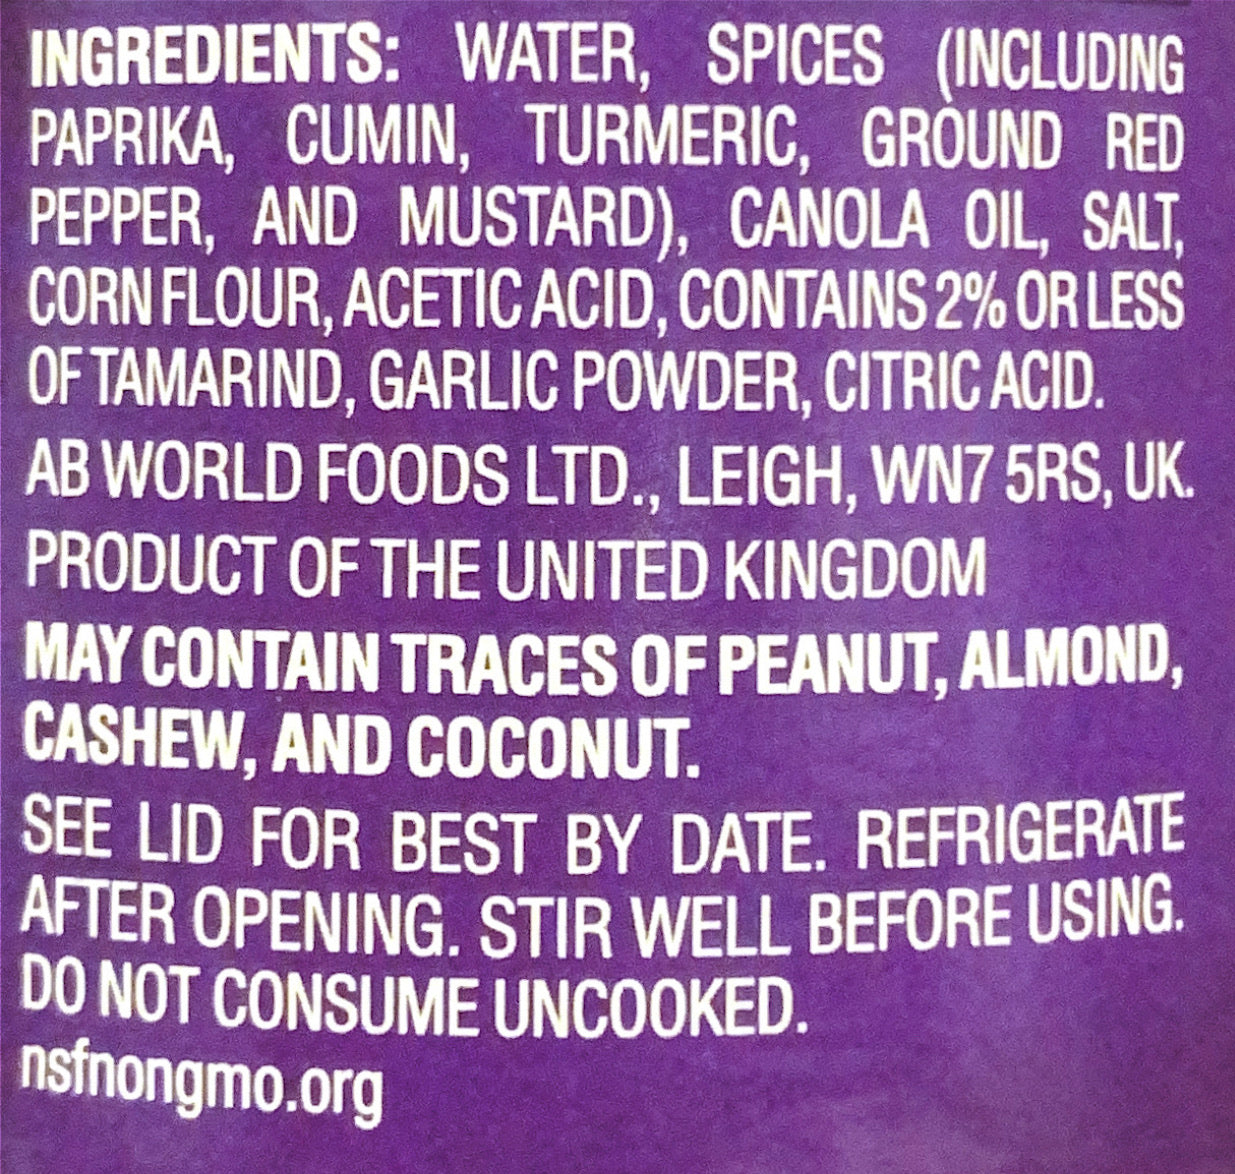 INGREDIENTS: WATER, SPICES (INCLUDING
PAPRIKA, CUMIN, TURMERIC, GROUND RED
PEPPER, AND MUSTARD), CANOLA OIL, SALT,
CORN FLOUR, ACETIC ACID, CONTAINS 2% OR LESS
OF TAMARIND, GARLIC POWDER, CITRIC ACID.
AB WORLD FOODS LTD., LEIGH, WN7 5RS, UK.
PRODUCT OF THE UNITED KINGDOM
MAY CONTAIN TRACES OF PEANUT, ALMOND,
CASHEW, AND COCONUT.
SEE LID FOR BEST BY DATE. REFRIGERATE
AFTER OPENING. STIR WELL BEFORE USING.
DO NOT CONSUME UNCOOKED.
nsfnongmo.org